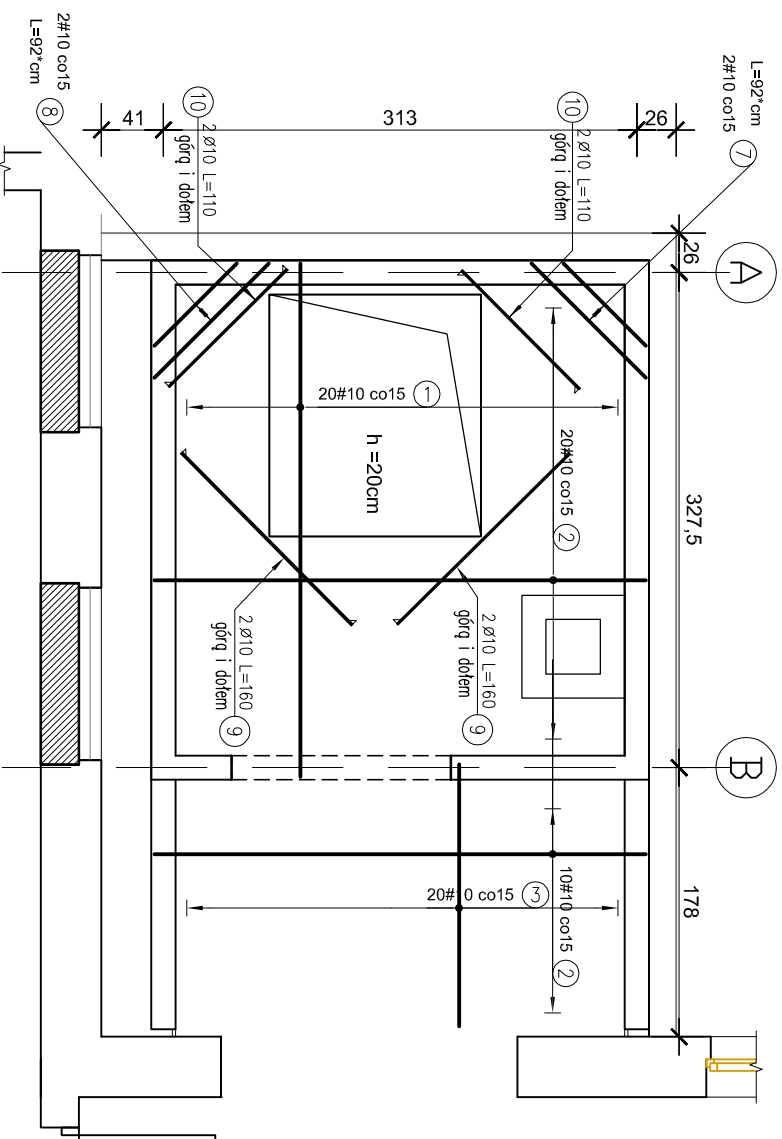 2#10 co15
L=92*cm
8
L=92*cm
2#10 co15
7
41
313
26
10
2 Ø10 L=110
górą i dołem
10
2 Ø10 L=110
górą i dołem
26
A
20#10 co15
1
h =20cm
20#10 co15
2
327,5
2 Ø10 L=160
górą i dołem
9
2 Ø10 L=160
górą i dołem
9
B
20#10 co15
3
10#10 co15
2
178